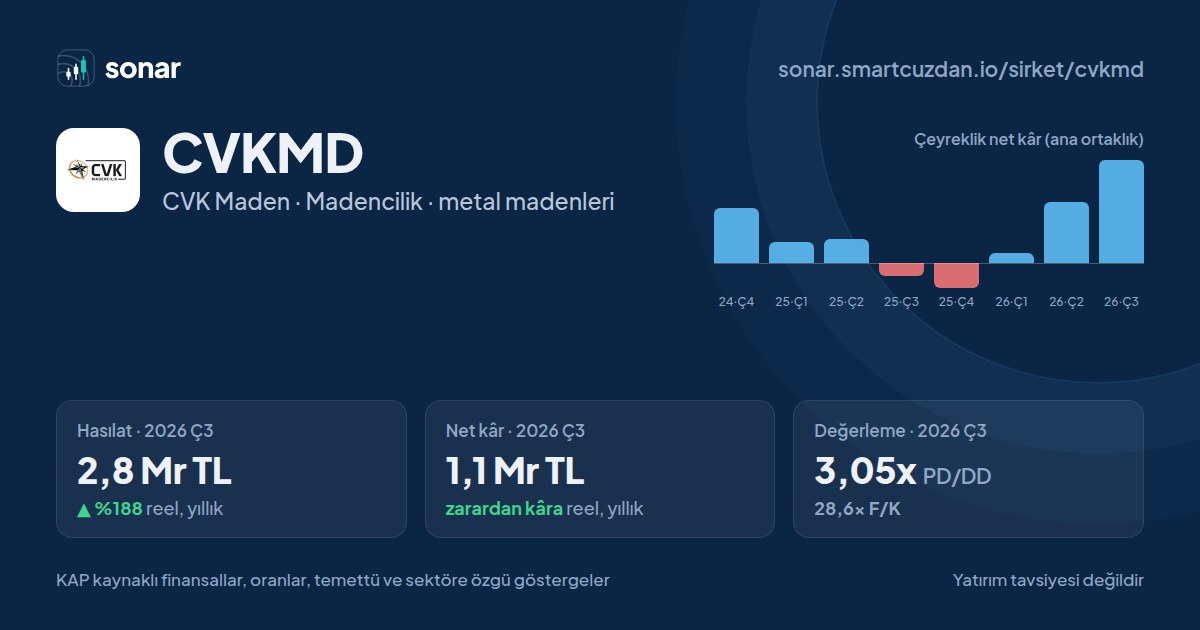 sonar
sonar.smartcuzdan.io/sirket/cvkmd
CVK
MADENCİLİK
CVKMD
CVK Maden · Madencilik · metal madenleri
Çeyreklik net kâr (ana ortaklık)
24·Ç4 25·Ç1 25·Ç2 25·Ç3 25·Ç4 26·Ç1 26·Ç2 26·Ç3
Hasılat · 2026 Ç3
2,8 Mr TL
▲ %188 reel, yıllık
Net kâr · 2026 Ç3
1,1 Mr TL
zarardan kâra reel, yıllık
Değerleme · 2026 Ç3
3,05x PD/DD
28,6× F/K
KAP kaynaklı finansallar, oranlar, temettü ve sektöre özgü göstergeler
Yatırım tavsiyesi değildir